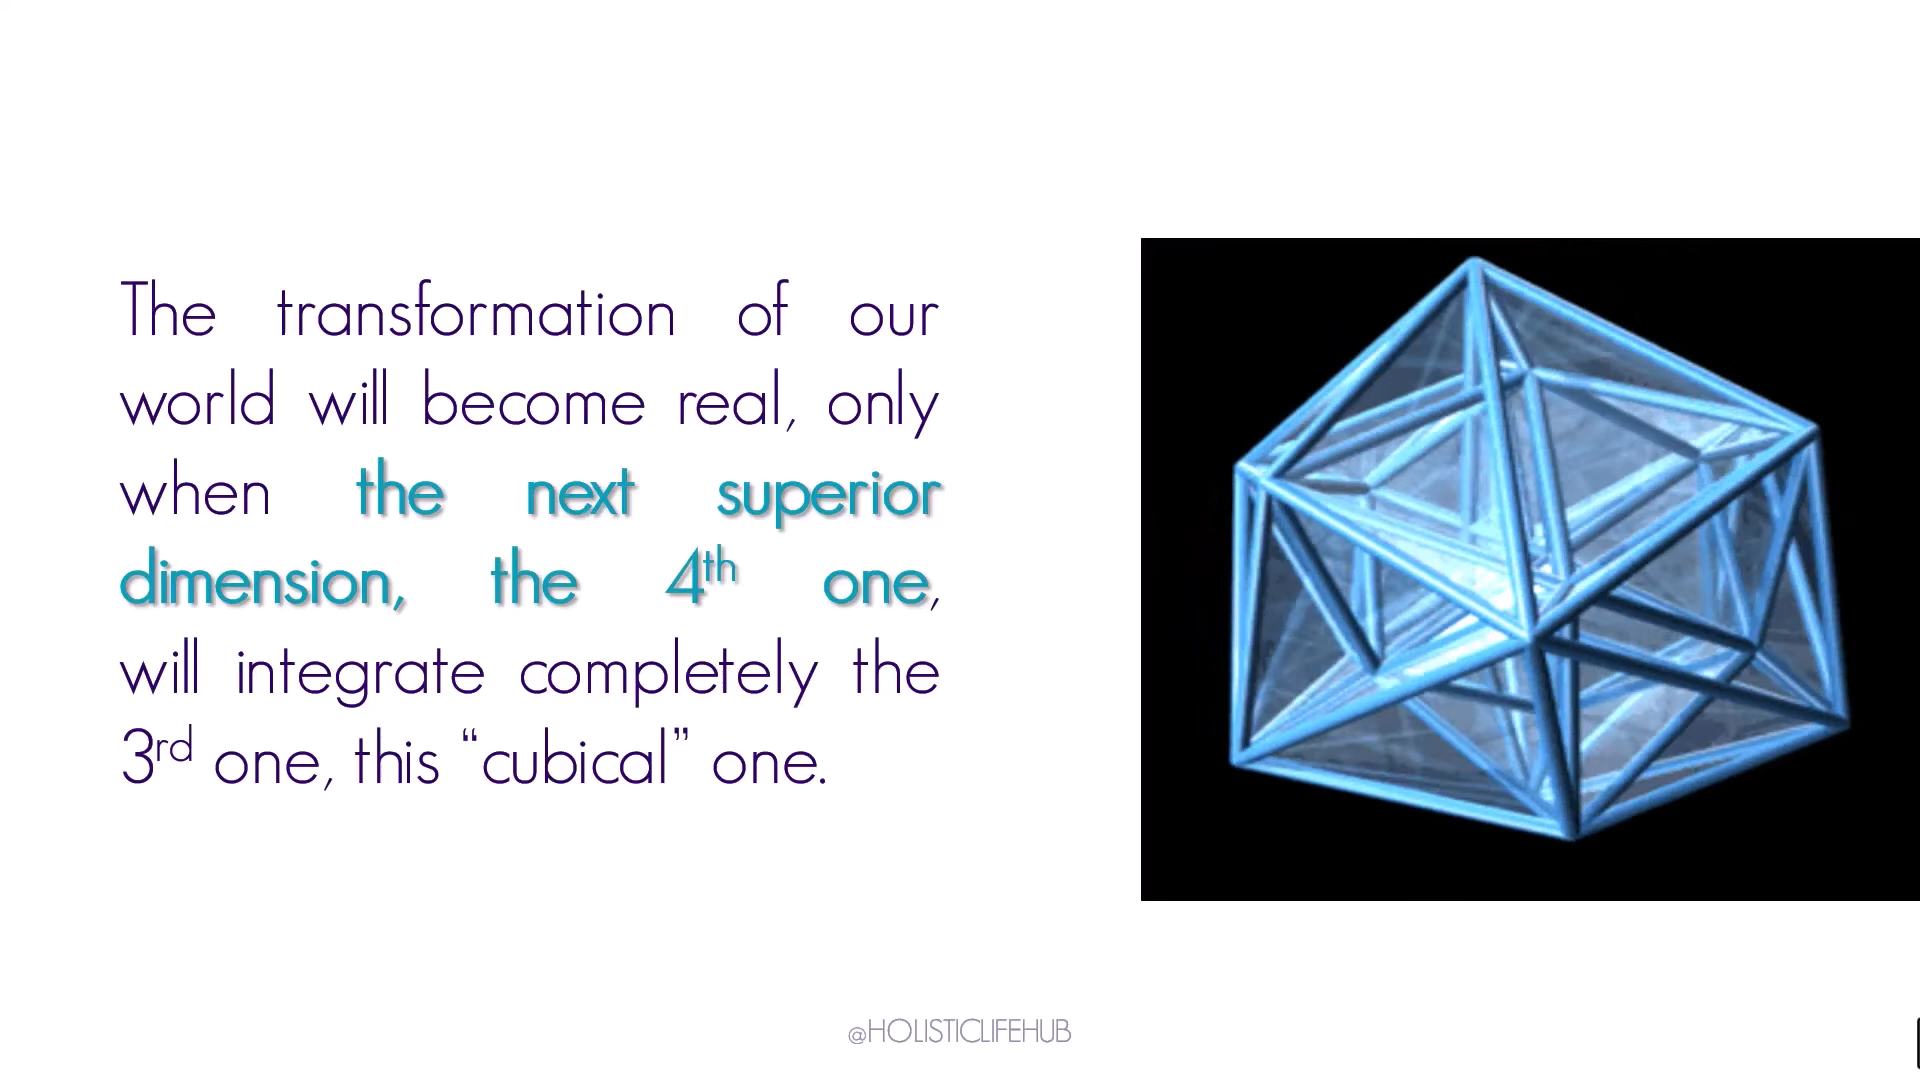 The transformation of our
world will become real, only
when the next superior
dimension, the 4th one,
will integrate completely the
3rd one, this “cubical” one.
@HOLISTICLIFEHUB